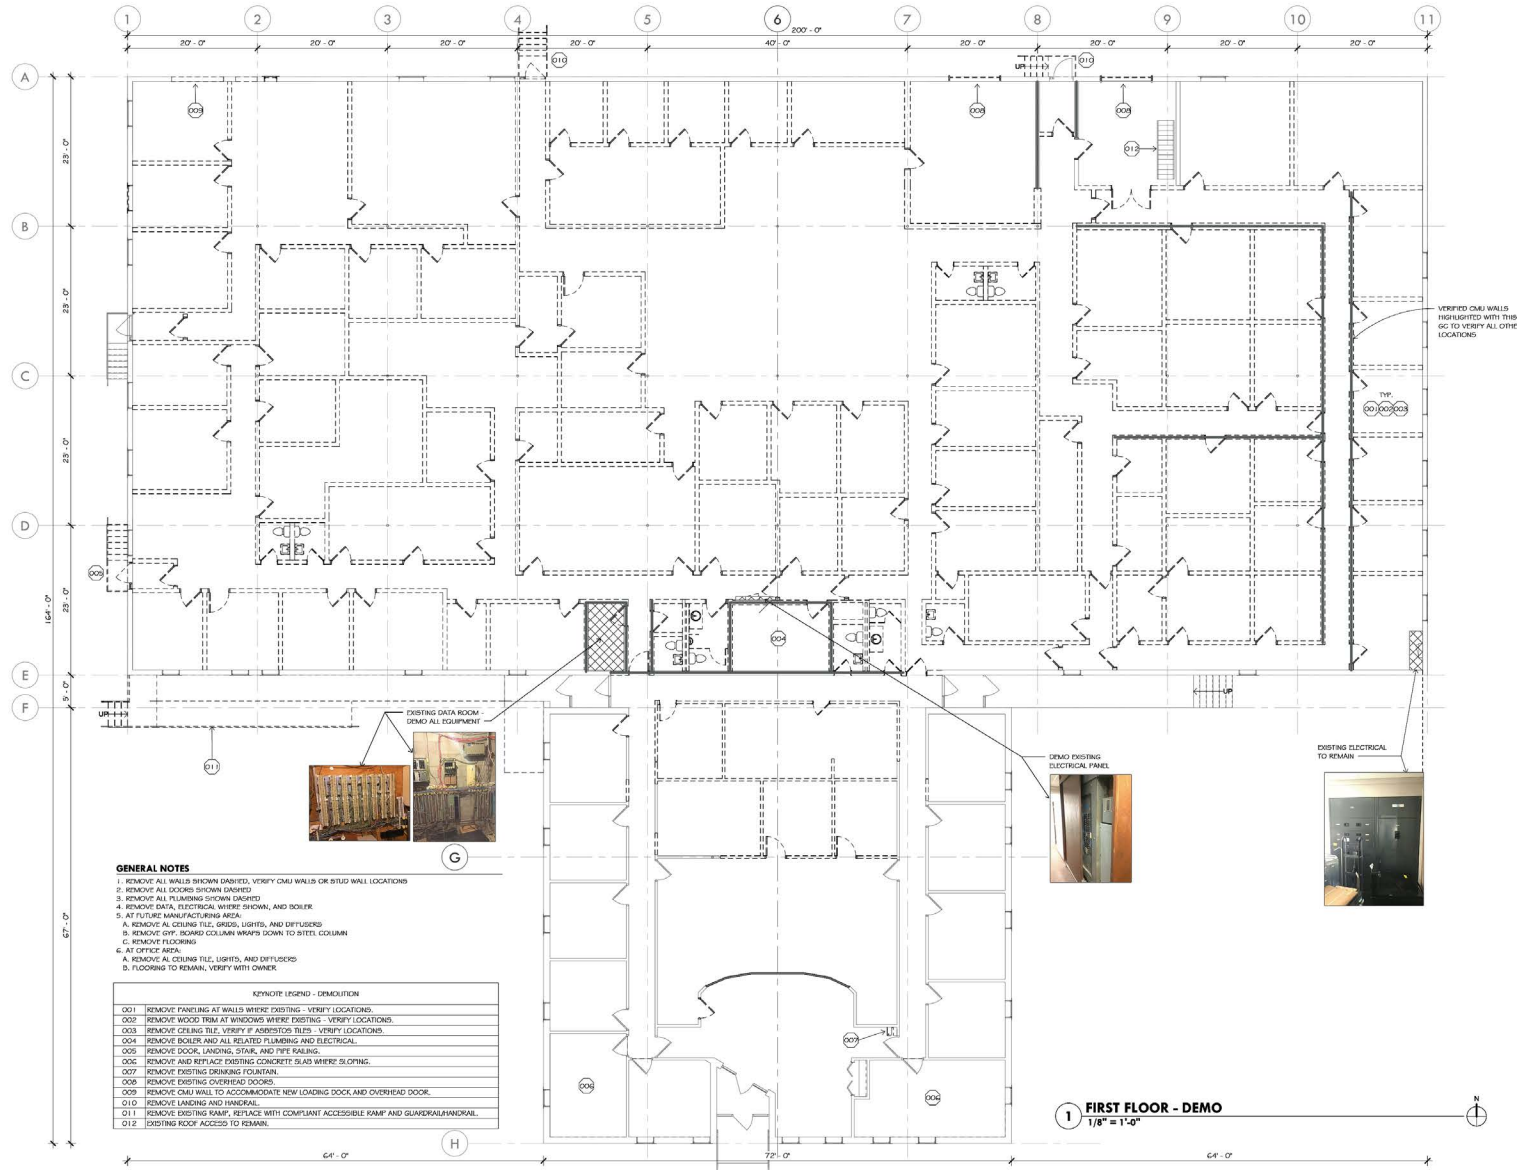 1 2 3 4 5 6 7 8 9 10 11
200' - 0"
20' - 0" 20' - 0" 20' - 0" 20' - 0" 40' - 0" 20' - 0" 20' - 0" 20' - 0" 20' - 0"
A
B
C
D
E
F
G
H
23' - 0"
23' - 0"
23' - 0"
23' - 0"
164' - 0"
5' - 0"
67' - 0"
010
UP
010
009
008
008
012
VERIFIED CMU WALLS
HIGHLIGHTED WITH THIS
GC TO VERIFY ALL OTHE
LOCATIONS
TYP.
001 002 003
005
004
UP
UP
011
EXISTING DATA ROOM -
DEMO ALL EQUIPMENT
DEMO EXISTING
ELECTRICAL PANEL
EXISTING ELECTRICAL
TO REMAIN
007
006
006
GENERAL NOTES
1. REMOVE ALL WALLS SHOWN DASHED, VERIFY CMU WALLS OR STUD WALL LOCATIONS
2. REMOVE ALL DOORS SHOWN DASHED
3. REMOVE ALL PLUMBING SHOWN DASHED
4. REMOVE DATA, ELECTRICAL WHERE SHOWN, AND BOILER
5. AT FUTURE MANUFACTURING AREA:
A. REMOVE AL CEILING TILE, GRIDS, LIGHTS, AND DIFFUSERS
B. REMOVE GYP. BOARD COLUMN WRAPS DOWN TO STEEL COLUMN
C. REMOVE FLOORING
6. AT OFFICE AREA:
A. REMOVE AL CEILING TILE, LIGHTS, AND DIFFUSERS
B. FLOORING TO REMAIN, VERIFY WITH OWNER
KEYNOTE LEGEND - DEMOLITION
001 REMOVE PANELING AT WALLS WHERE EXISTING - VERIFY LOCATIONS.
002 REMOVE WOOD TRIM AT WINDOWS WHERE EXISTING - VERIFY LOCATIONS.
003 REMOVE CEILING TILE, VERIFY IF ASBESTOS TILES - VERIFY LOCATIONS.
004 REMOVE BOILER AND ALL RELATED PLUMBING AND ELECTRICAL.
005 REMOVE DOOR, LANDING, STAIR, AND PIPE RAILING.
006 REMOVE AND REPLACE EXISTING CONCRETE SLAB WHERE SLOPING.
007 REMOVE EXISTING DRINKING FOUNTAIN.
008 REMOVE EXISTING OVERHEAD DOORS.
009 REMOVE CMU WALL TO ACCOMMODATE NEW LOADING DOCK AND OVERHEAD DOOR.
010 REMOVE LANDING AND HANDRAIL.
011 REMOVE EXISTING RAMP, REPLACE WITH COMPLIANT ACCESSIBLE RAMP AND GUARDRAIL/HANDRAIL.
012 EXISTING ROOF ACCESS TO REMAIN.
1 FIRST FLOOR - DEMO
1/8" = 1'-0"
N
64' - 0" 72' - 0" 64' - 0"